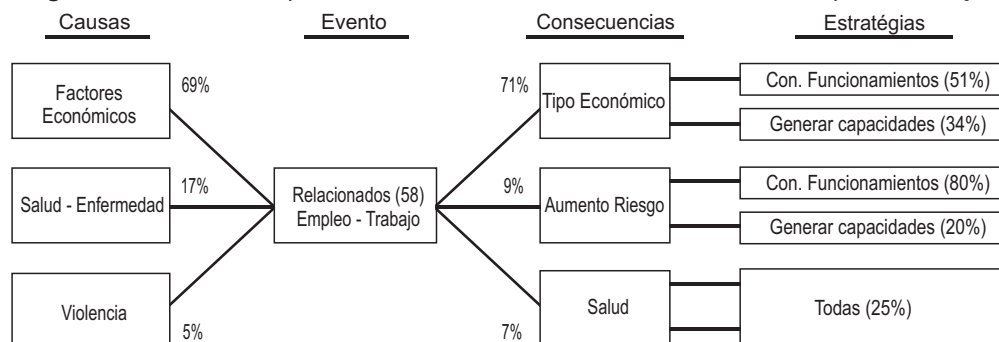 Causas
Evento
Consecuencias
Estratégias
69%
Factores
Económicos
71%
Tipo Económico
Con. Funcionamientos (51%)
Generar capacidades (34%)
Salud - Enfermedad
17%
Relacionados (58)
Empleo - Trabajo
9%
Aumento Riesgo
Con. Funcionamientos (80%)
Generar capacidades (20%)
Violencia
5%
7%
Salud
Todas (25%)